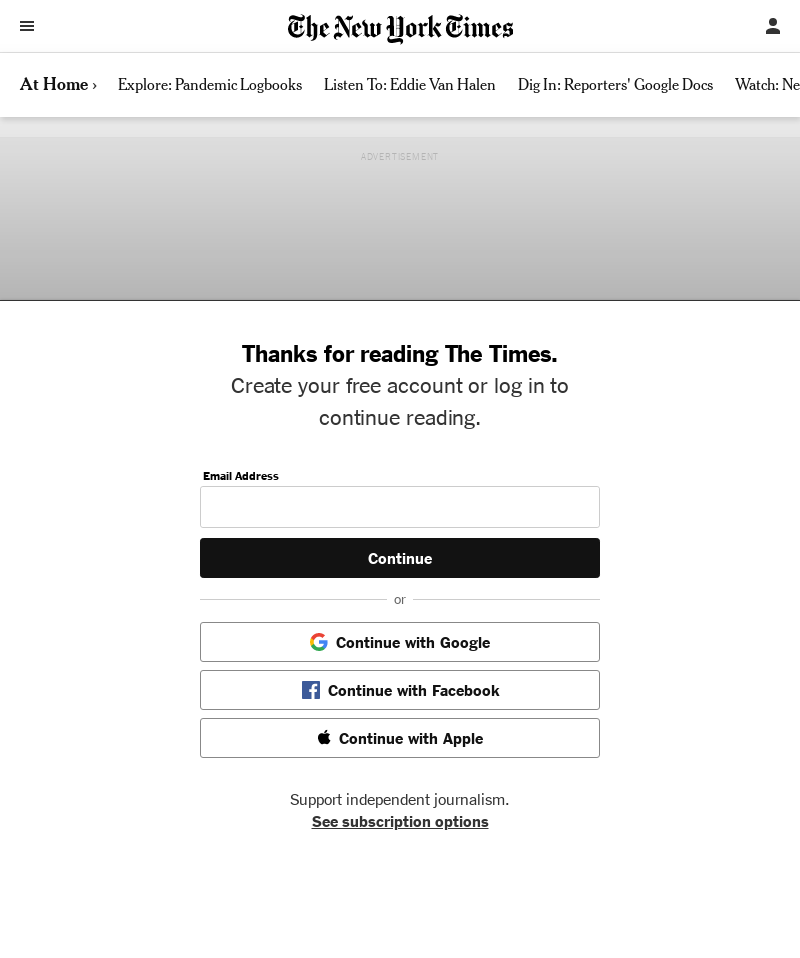 The New York Times
At Home ›
Explore: Pandemic Logbooks
Listen To: Eddie Van Halen
Dig In: Reporters' Google Docs
Watch: Ne
ADVERTISEMENT
Thanks for reading The Times.
Create your free account or log in to
continue reading.
Email Address
Continue
or
Continue with Google
Continue with Facebook
Continue with Apple
Support independent journalism.
See subscription options